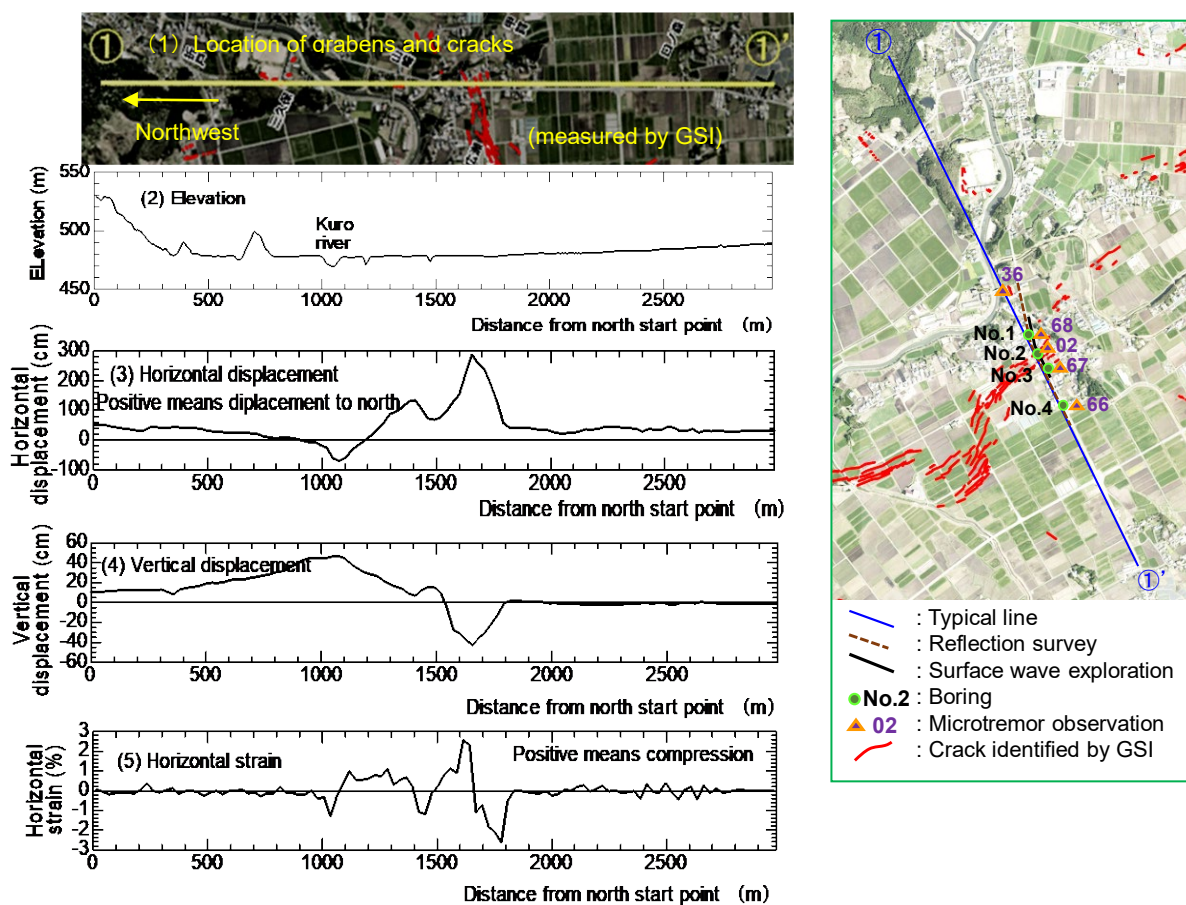 ①
(1) Location of grabens and cracks
①'
Northwest
(measured by GSI)
ELevation (m)
550
500
450
(2) Elevation
Kuro
river
0
500
1000
1500
2000
2500
Distance from north start point (m)
Horizontal
displacement (cm)
300
200
100
0
-100
(3) Horizontal displacement
Positive means diplacement to north
0
500
1000
1500
2000
2500
Distance from north start point (m)
Vertical
displacement (cm)
60
40
20
0
-20
-40
-60
(4) Vertical displacement
0
500
1000
1500
2000
2500
Distance from north start point (m)
Horizontal
strain (%)
3
2
1
0
-1
-2
-3
(5) Horizontal strain
Positive means compression
0
500
1000
1500
2000
2500
Distance from north start point (m)
①
36
No.1
68
No.2
02
No.3
67
No.4
66
①'
: Typical line
: Reflection survey
: Surface wave exploration
No.2 : Boring
02 : Microtremor observation
: Crack identified by GSI